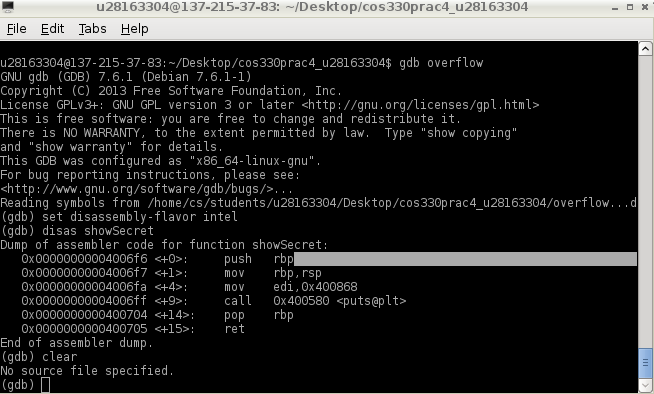 u28163304@137-215-37-83: ~/Desktop/cos330prac4_u28163304
File Edit Tabs Help
u28163304@137-215-37-83:~/Desktop/cos330prac4_u28163304$ gdb overflow
GNU gdb (GDB) 7.6.1 (Debian 7.6.1-1)
Copyright (C) 2013 Free Software Foundation, Inc.
License GPLv3+: GNU GPL version 3 or later <http://gnu.org/licenses/gpl.html>
This is free software: you are free to change and redistribute it.
There is NO WARRANTY, to the extent permitted by law.  Type "show copying"
and "show warranty" for details.
This GDB was configured as "x86_64-linux-gnu".
For bug reporting instructions, please see:
<http://www.gnu.org/software/gdb/bugs/>...
Reading symbols from /home/cs/students/u28163304/Desktop/cos330prac4_u28163304/overflow...d
(gdb) set disassembly-flavor intel
(gdb) disas showSecret
Dump of assembler code for function showSecret:
   0x00000000004006f6 <+0>:     push   rbp
   0x00000000004006f7 <+1>:     mov    rbp,rsp
   0x00000000004006fa <+4>:     mov    edi,0x400868
   0x00000000004006ff <+9>:     call   0x400580 <puts@plt>
   0x0000000000400704 <+14>:    pop    rbp
   0x0000000000400705 <+15>:    ret
End of assembler dump.
(gdb) clear
No source file specified.
(gdb)